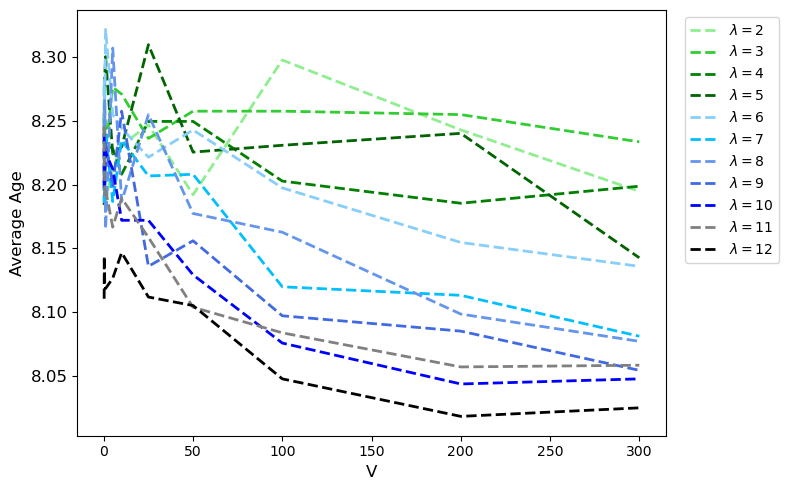 8.30
8.25
8.20
8.15
8.10
8.05
Average Age
0 50 100 150 200 250 300
V
λ = 2
λ = 3
λ = 4
λ = 5
λ = 6
λ = 7
λ = 8
λ = 9
λ = 10
λ = 11
λ = 12